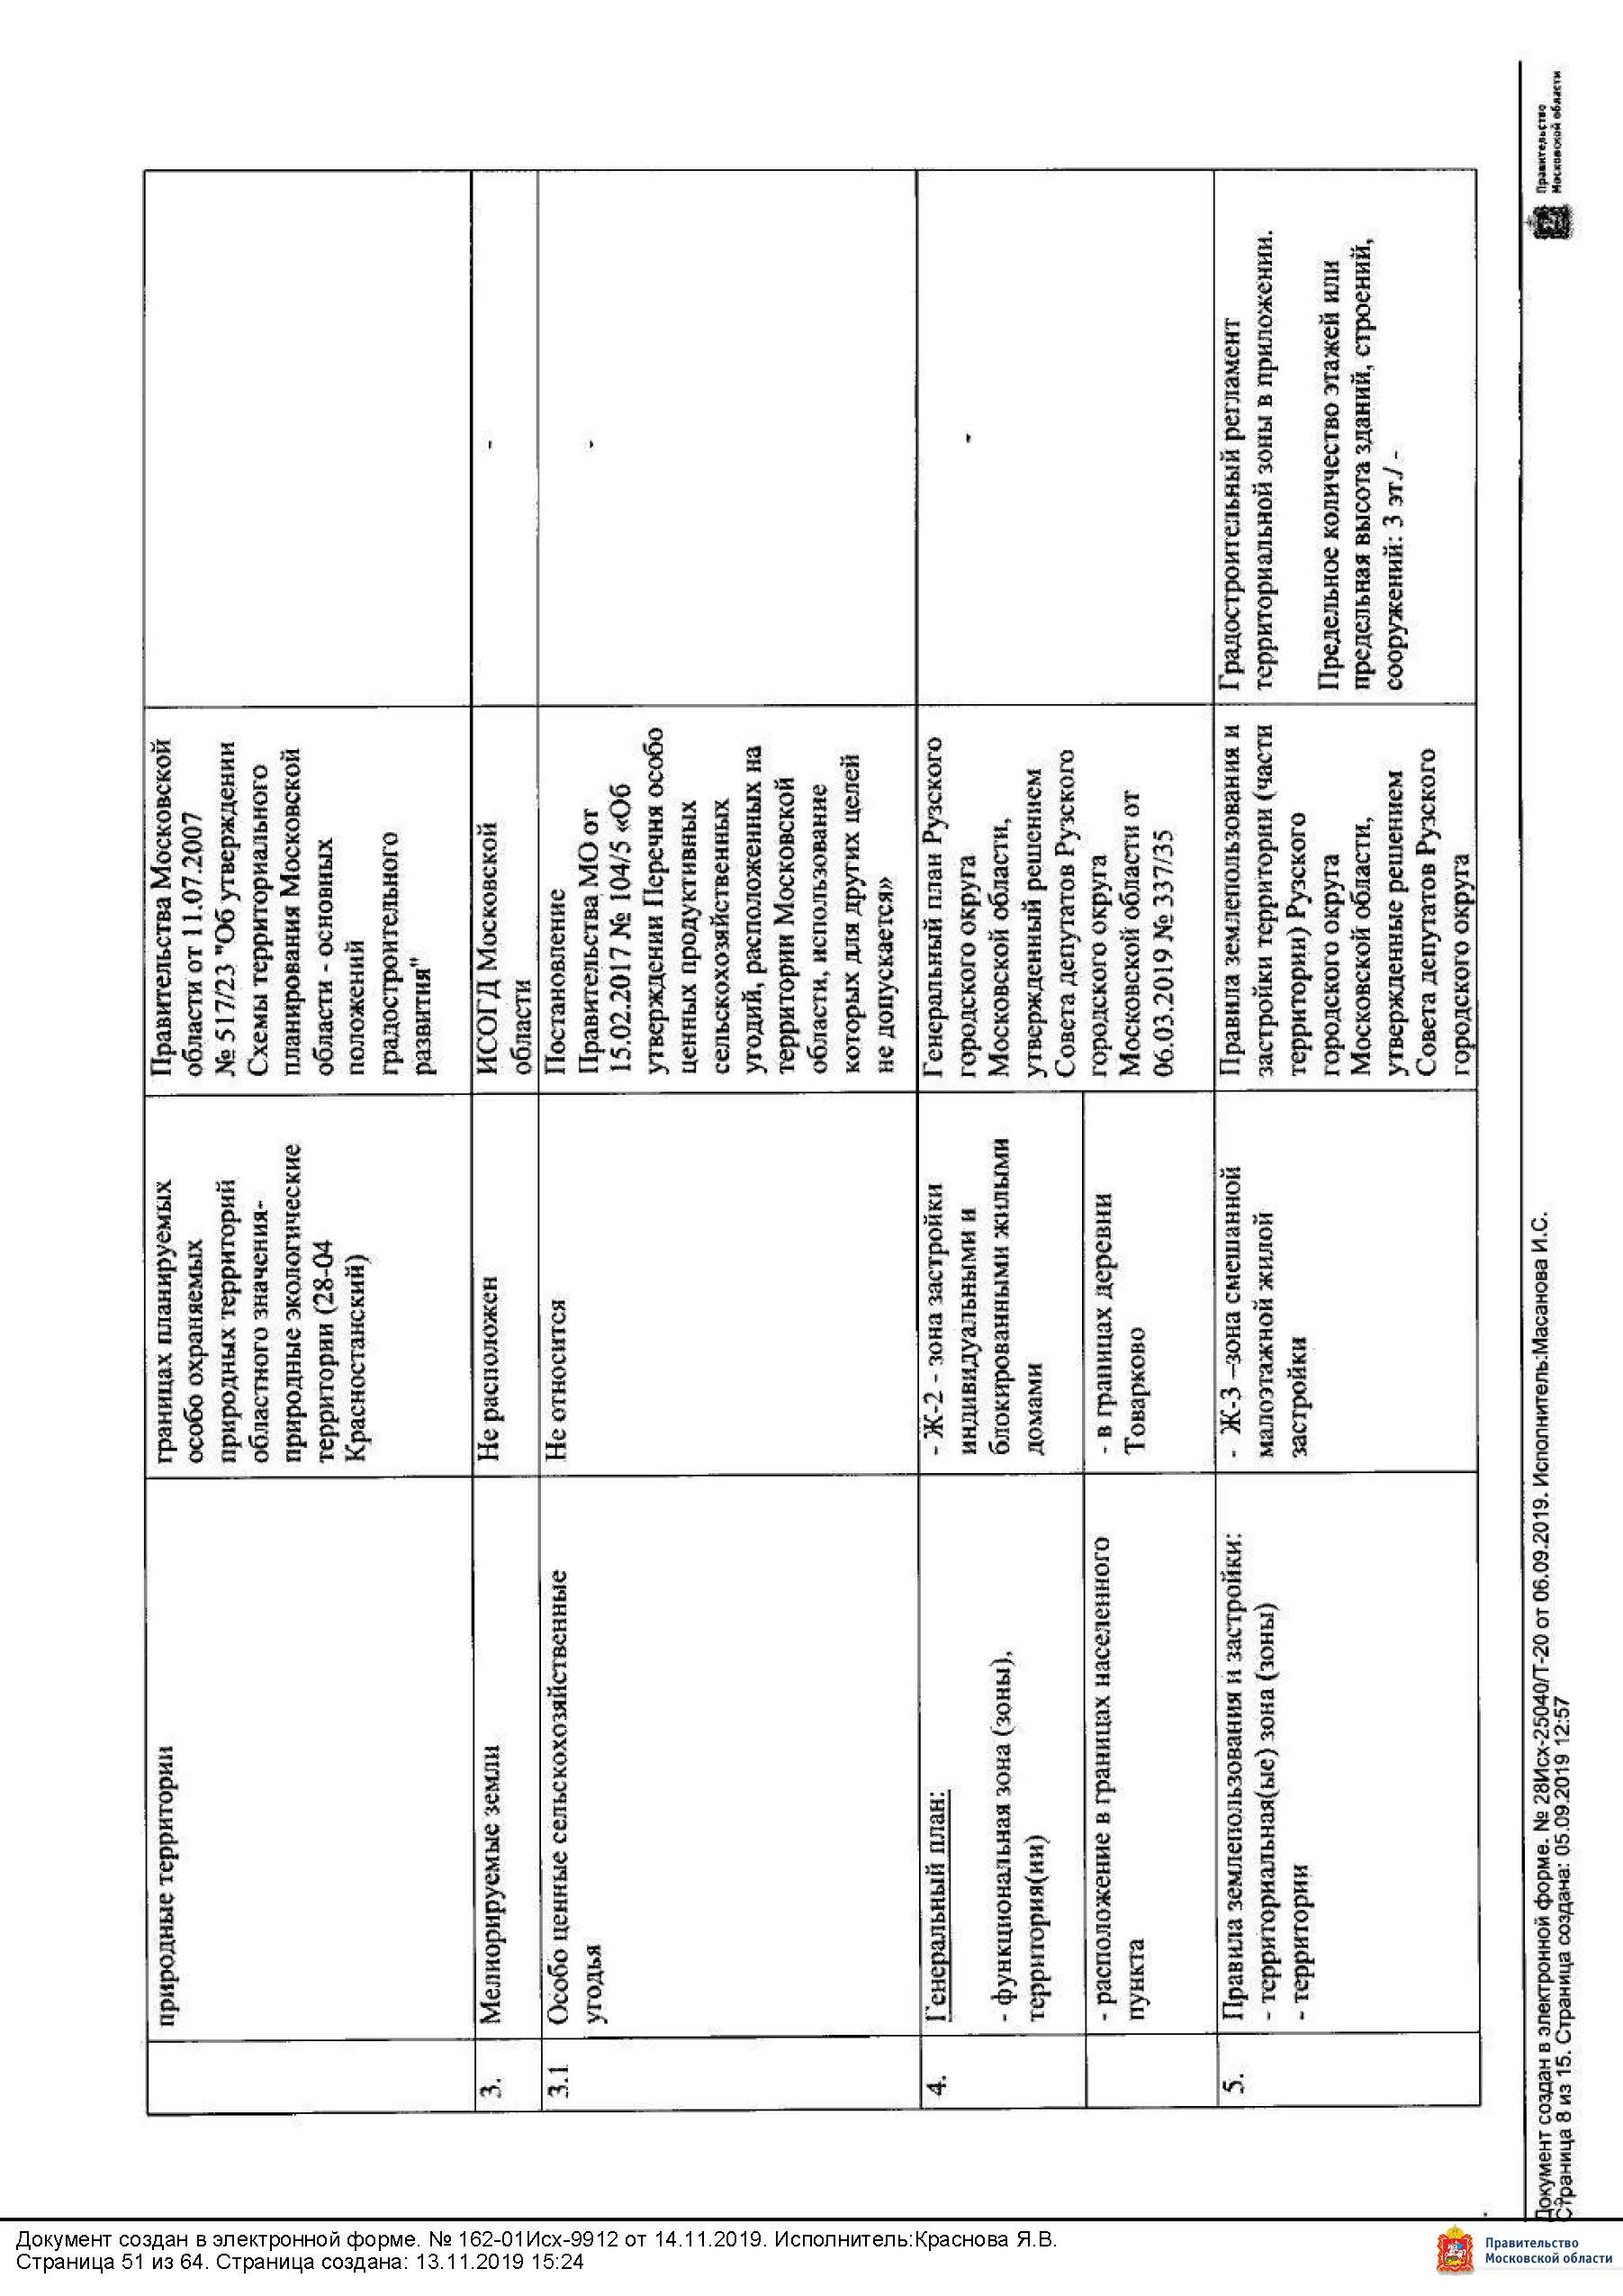 природные территории
границах планируемых
особо охраняемых
природных территорий
областного значения-
природные экологические
территории (28-04
Красностанский)
Правительства Московской
области от 11.07.2007
№ 517/23 "Об утверждении
Схемы территориального
планирования Московской
области - основных
положений
градостроительного
развития"
3.
Мелиорируемые земли
Не расположен
ИСОГД Московской
области
-
3.1
Особо ценные сельскохозяйственные
угодья
Не относится
Постановление
Правительства МО от
15.02.2017 № 104/5 «Об
утверждении Перечня особо
ценных продуктивных
сельскохозяйственных
угодий, расположенных на
территории Московской
области, использование
которых для других целей
не допускается»
-
4.
Генеральный план:
- функциональная зона (зоны),
территория(ии)
- Ж-2 - зона застройки
индивидуальными и
блокированными жилыми
домами
Генеральный план Рузского
городского округа
Московской области,
утвержденный решением
Совета депутатов Рузского
городского округа
Московской области от
06.03.2019 № 337/35
-
- расположение в границах населенного
пункта
- в границах деревни
Товарково
5.
Правила землепользования и застройки:
- территориальная(ые) зона (зоны)
- территории
- Ж-3 –зона смешанной
малоэтажной жилой
застройки
Правила землепользования и
застройки территории (части
территории) Рузского
городского округа
Московской области,
утвержденные решением
Совета депутатов Рузского
городского округа
Градостроительный регламент
территориальной зоны в приложении.
Предельное количество этажей или
предельная высота зданий, строений,
сооружений: 3 эт./ -
Документ создан в электронной форме. № 28Исх-25040/Т-20 от 06.09.2019. Исполнитель:Масанова И.С.
Страница 8 из 15. Страница создана: 05.09.2019 12:57
Правительство
Московской области
Документ создан в электронной форме. № 162-01Исх-9912 от 14.11.2019. Исполнитель:Краснова Я.В.
Страница 51 из 64. Страница создана: 13.11.2019 15:24
Правительство
Московской области